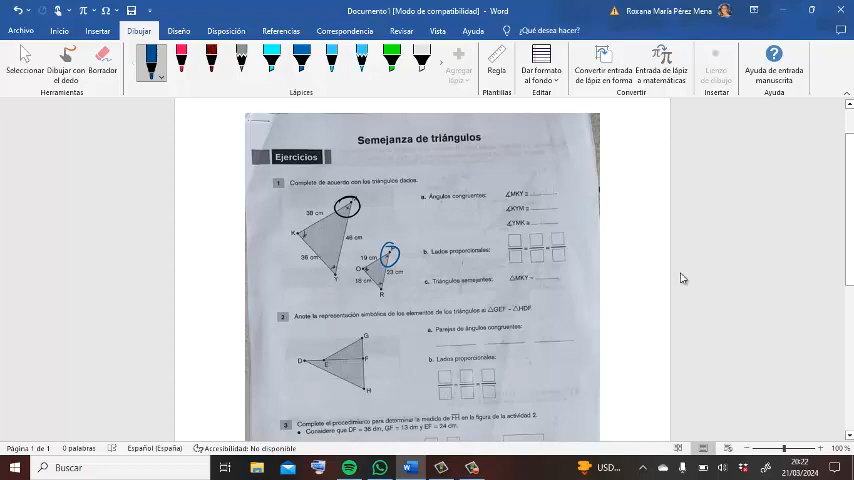 Documento1 [Modo de compatibilidad] - Word
Roxana María Pérez Mena
Archivo Inicio Insertar Dibujar Diseño Disposición Referencias Correspondencia Revisar Vista Ayuda ¿Qué desea hacer?
Seleccionar
Dibujar con el dedo
Borrador
Agregar lápiz
Regla
Dar formato al fondo
Convertir entrada de lápiz en forma
Entrada de lápiz a matemáticas
Lienzo de dibujo
Ayuda de entrada manuscrita
Herramientas Lápices Plantillas Editar Convertir Insertar Ayuda
Semejanza de triángulos
Ejercicios
1 Complete de acuerdo con los triángulos dados.
38 cm
K
46 cm
36 cm
Y
19 cm
O
23 cm
18 cm
R
a. Ángulos congruentes:
∡MKY ≅
∡KYM ≅
∡YMK ≅
b. Lados proporcionales:
= =
c. Triángulos semejantes:
△MKY ~
2 Anote la representación simbólica de los elementos de los triángulos si △GEF ~ △HDF
G
D
E
F
H
a. Parejas de ángulos congruentes:
b. Lados proporcionales:
= =
3 Complete el procedimiento para determinar la medida de FH en la figura de la actividad 2.
• Considere que DF = 36 dm, GF = 13 dm y EF = 24 dm.
Página 1 de 1 0 palabras Español (España) Accesibilidad: No disponible 100 %
Buscar
USD...
20:22
21/03/2024